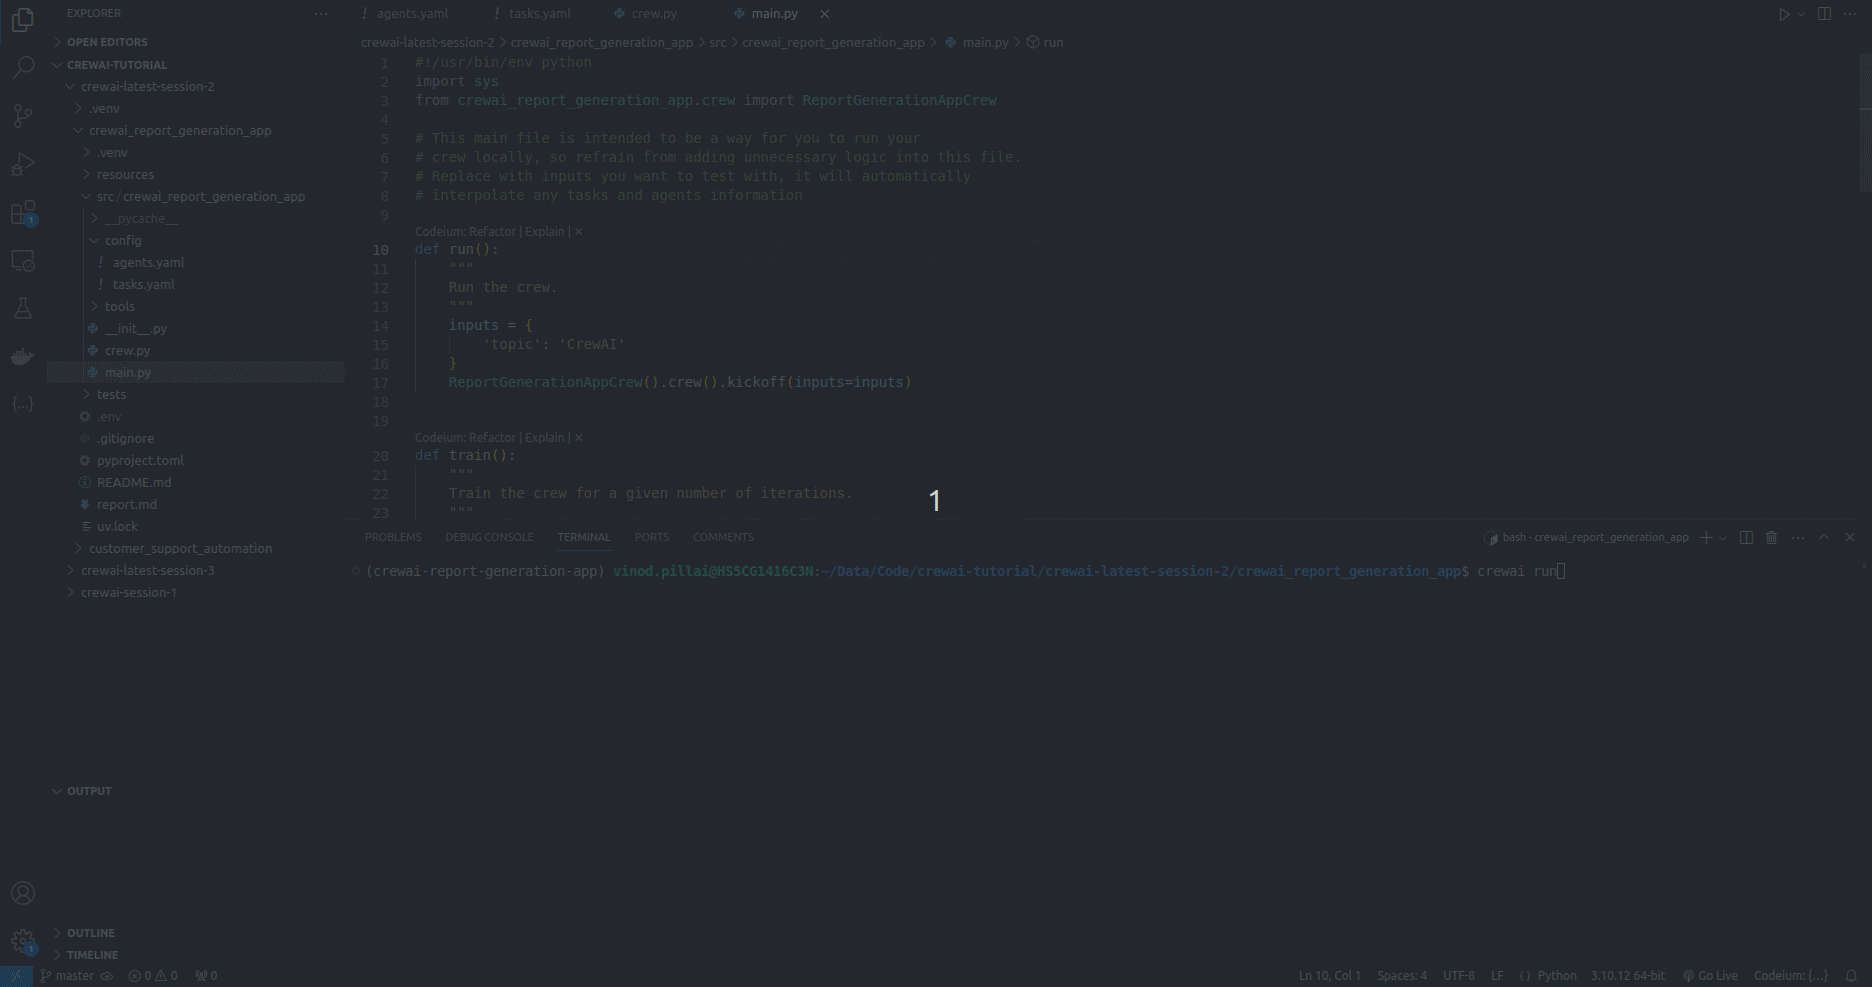 EXPLORER
OPEN EDITORS
CREWAI-TUTORIAL
crewai-latest-session-2
.venv
crewai_report_generation_app
.venv
resources
src/crewai_report_generation_app
__pycache__
config
! agents.yaml
! tasks.yaml
tools
__init__.py
crew.py
main.py
tests
.env
.gitignore
pyproject.toml
README.md
report.md
uv.lock
customer_support_automation
crewai-latest-session-3
crewai-session-1
OUTPUT
OUTLINE
TIMELINE
! agents.yaml ! tasks.yaml crew.py main.py
crewai-latest-session-2 > crewai_report_generation_app > src > crewai_report_generation_app > main.py > run
1 #!/usr/bin/env python
2 import sys
3 from crewai_report_generation_app.crew import ReportGenerationAppCrew
4
5 # This main file is intended to be a way for you to run your
6 # crew locally, so refrain from adding unnecessary logic into this file.
7 # Replace with inputs you want to test with, it will automatically
8 # interpolate any tasks and agents information
9
Codeium: Refactor | Explain | ×
10 def run():
11 """
12 Run the crew.
13 """
14 inputs = {
15 'topic': 'CrewAI'
16 }
17 ReportGenerationAppCrew().crew().kickoff(inputs=inputs)
18
19
Codeium: Refactor | Explain | ×
20 def train():
21 """
22 Train the crew for a given number of iterations.
23 """
1
PROBLEMS DEBUG CONSOLE TERMINAL PORTS COMMENTS bash - crewai_report_generation_app
(crewai-report-generation-app) vinod.pillai@HS5CG1416C3N:~/Data/Code/crewai-tutorial/crewai-latest-session-2/crewai_report_generation_app$ crewai run
1
1
master 0 0 0 Ln 10, Col 1 Spaces: 4 UTF-8 LF Python 3.10.12 64-bit Go Live Codeium: {...}